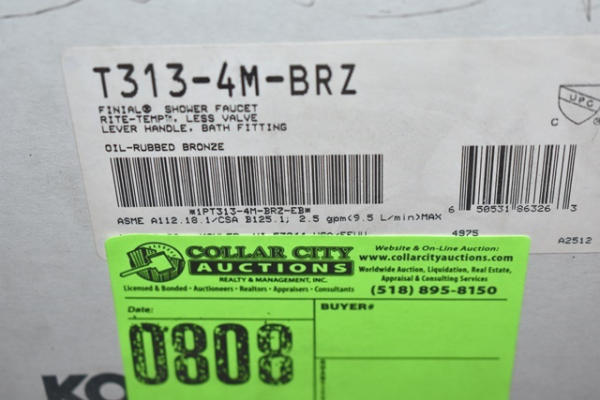 T313-4M-BRZ
FINIAL® SHOWER FAUCET
RITE-TEMP™, LESS VALVE
LEVER HANDLE, BATH FITTING
OIL-RUBBED BRONZE
UPC
C
*1PT313-4M-BRZ-EB*
6 50531 86326 3
ASME A112.18.1/CSA B125.1; 2.5 gpm(9.5 L/min)MAX
4975
A2512
COLLAR CITY
AUCTIONS
REALTY & MANAGEMENT, INC.
Licensed & Bonded • Auctioneers • Realtors • Appraisers • Consultants
Website & On-Line Auction:
www.collarcityauctions.com
Worldwide Auction, Liquidation, Real Estate,
Appraisal & Consulting Services
(518) 895-8150
Date:
BUYER#
0808
KO